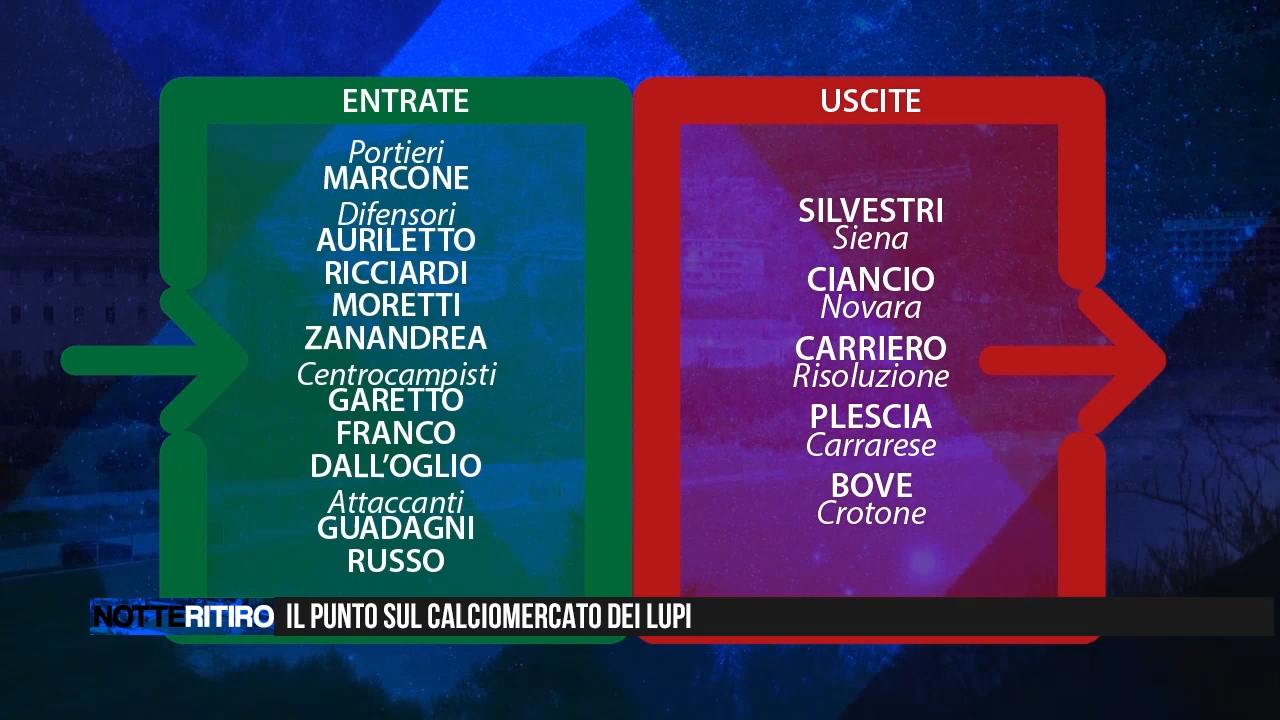 ENTRATE
Portieri
MARCONE
Difensori
AURILETTO
RICCIARDI
MORETTI
ZANANDREA
Centrocampisti
GARETTO
FRANCO
DALL'OGLIO
Attaccanti
GUADAGNI
RUSSO
USCITE
SILVESTRI
Siena
CIANCIO
Novara
CARRIERO
Risoluzione
PLESCIA
Carrarese
BOVE
Crotone
NOTTERITIRO IL PUNTO SUL CALCIOMERCATO DEI LUPI